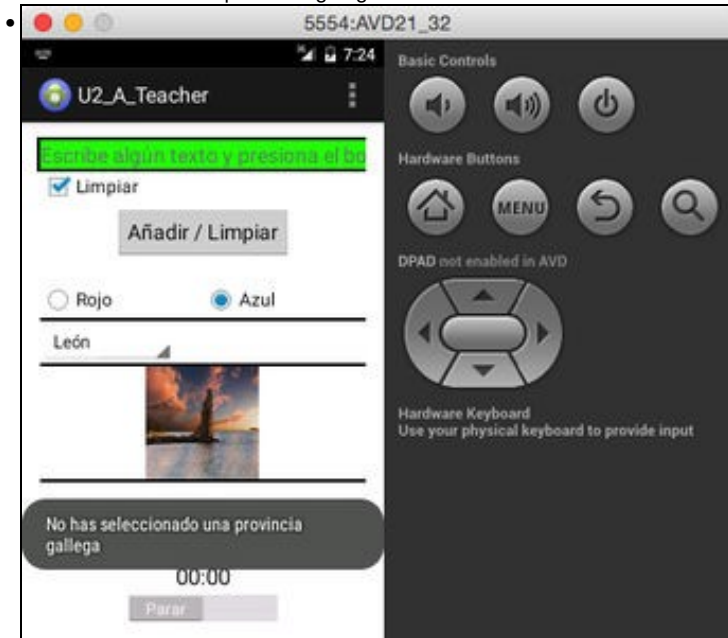 5554:AVD21_32
7:24
U2_A_Teacher
Escribe algún texto y presiona el bo
Limpiar
Añadir / Limpiar
Rojo
Azul
León
No has seleccionado una provincia
gallega
00:00
Parar
Basic Controls
Hardware Buttons
MENU
DPAD not enabled in AVD
Hardware Keyboard
Use your physical keyboard to provide input